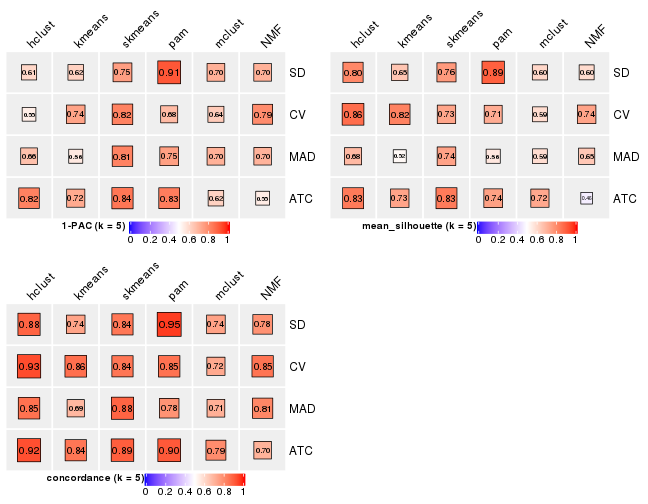 hclust kmeans skmeans pam mclust NMF
0.61 0.62 0.75 0.91 0.70 0.70 SD
0.55 0.74 0.82 0.68 0.64 0.79 CV
0.66 0.56 0.81 0.75 0.70 0.70 MAD
0.82 0.72 0.84 0.83 0.62 0.55 ATC
1-PAC (k = 5)
0 0.2 0.4 0.6 0.8 1
hclust kmeans skmeans pam mclust NMF
0.80 0.65 0.76 0.89 0.60 0.60 SD
0.86 0.82 0.73 0.71 0.59 0.74 CV
0.68 0.52 0.74 0.56 0.59 0.65 MAD
0.83 0.73 0.83 0.74 0.72 ATC
mean_silhouette (k = 5)
0 0.2 0.4 0.6 0.8 1
hclust kmeans skmeans pam mclust NMF
0.88 0.74 0.84 0.95 0.74 0.78 SD
0.93 0.86 0.84 0.85 0.72 0.85 CV
0.85 0.69 0.88 0.78 0.71 0.81 MAD
0.92 0.84 0.89 0.90 0.79 0.70 ATC
concordance (k = 5)
0 0.2 0.4 0.6 0.8 1